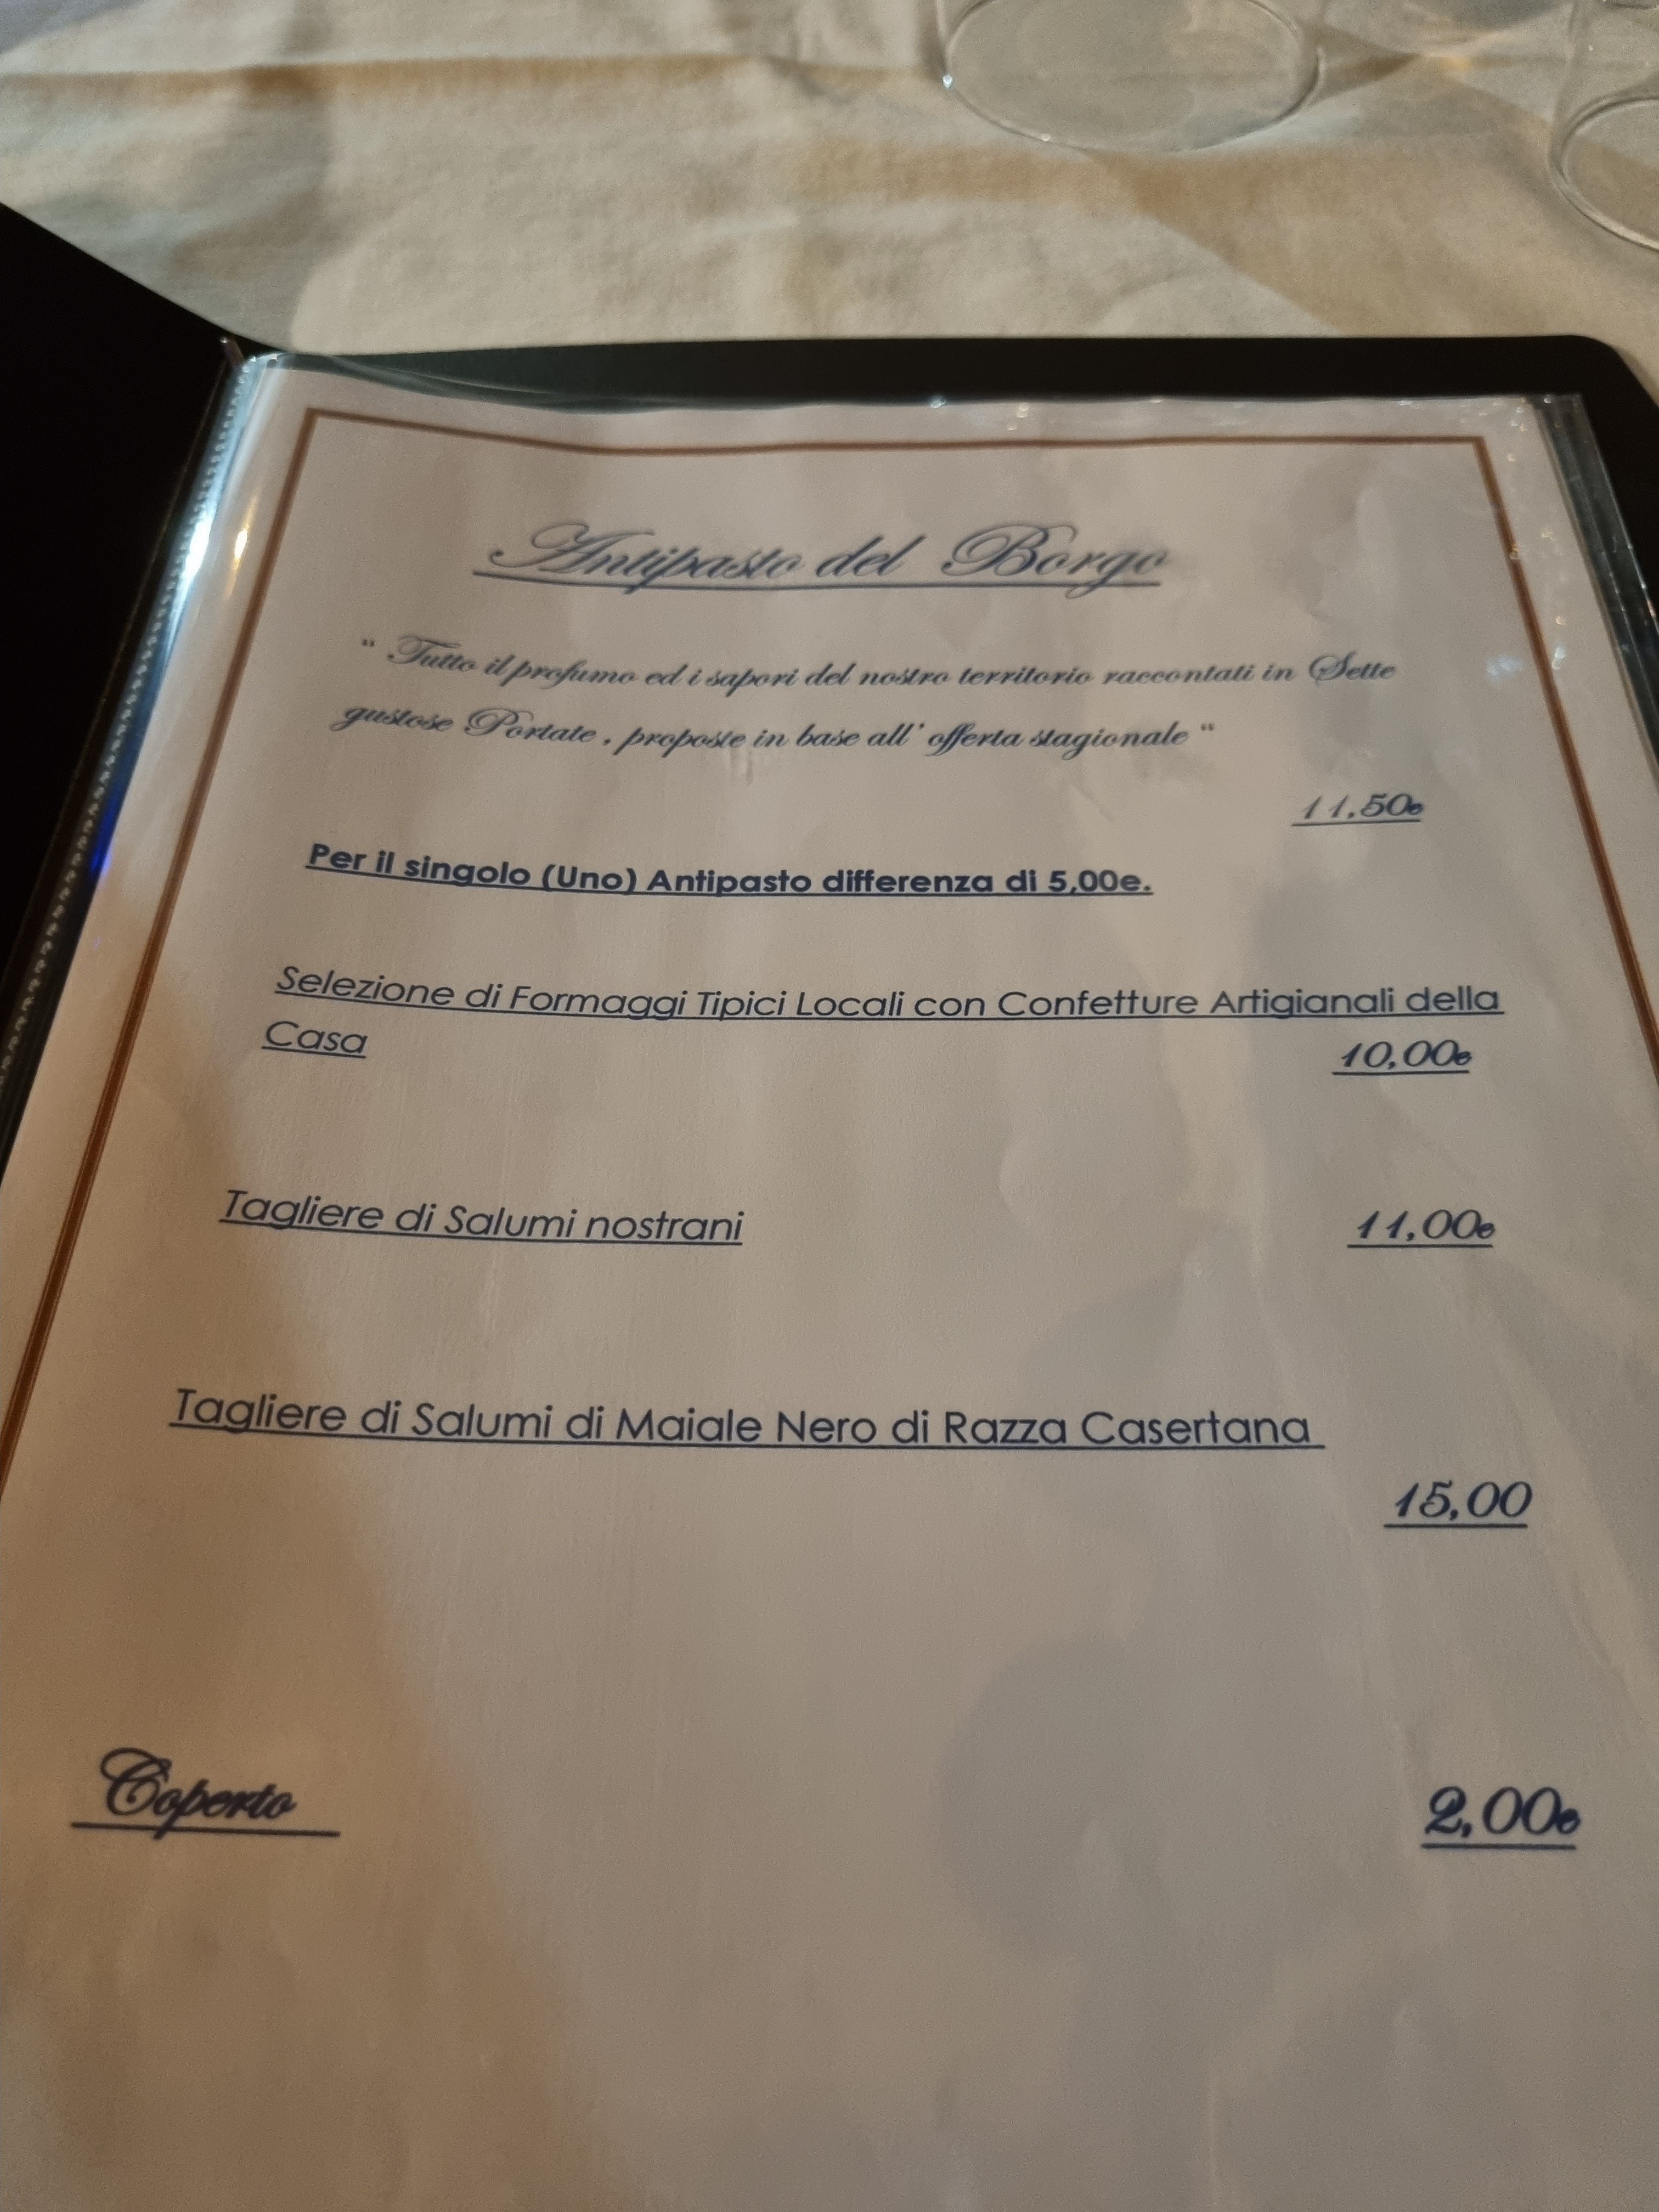 Antipasto del Borgo
“ Tutto il profumo ed i sapori del nostro territorio raccontati in Sette
gustose Portate , proposte in base all’ offerta stagionale “
11,50e
Per il singolo (Uno) Antipasto differenza di 5,00e.
Selezione di Formaggi Tipici Locali con Confetture Artigianali della
Casa 10,00e
Tagliere di Salumi nostrani 11,00e
Tagliere di Salumi di Maiale Nero di Razza Casertana
15,00
Coperto 2,00e